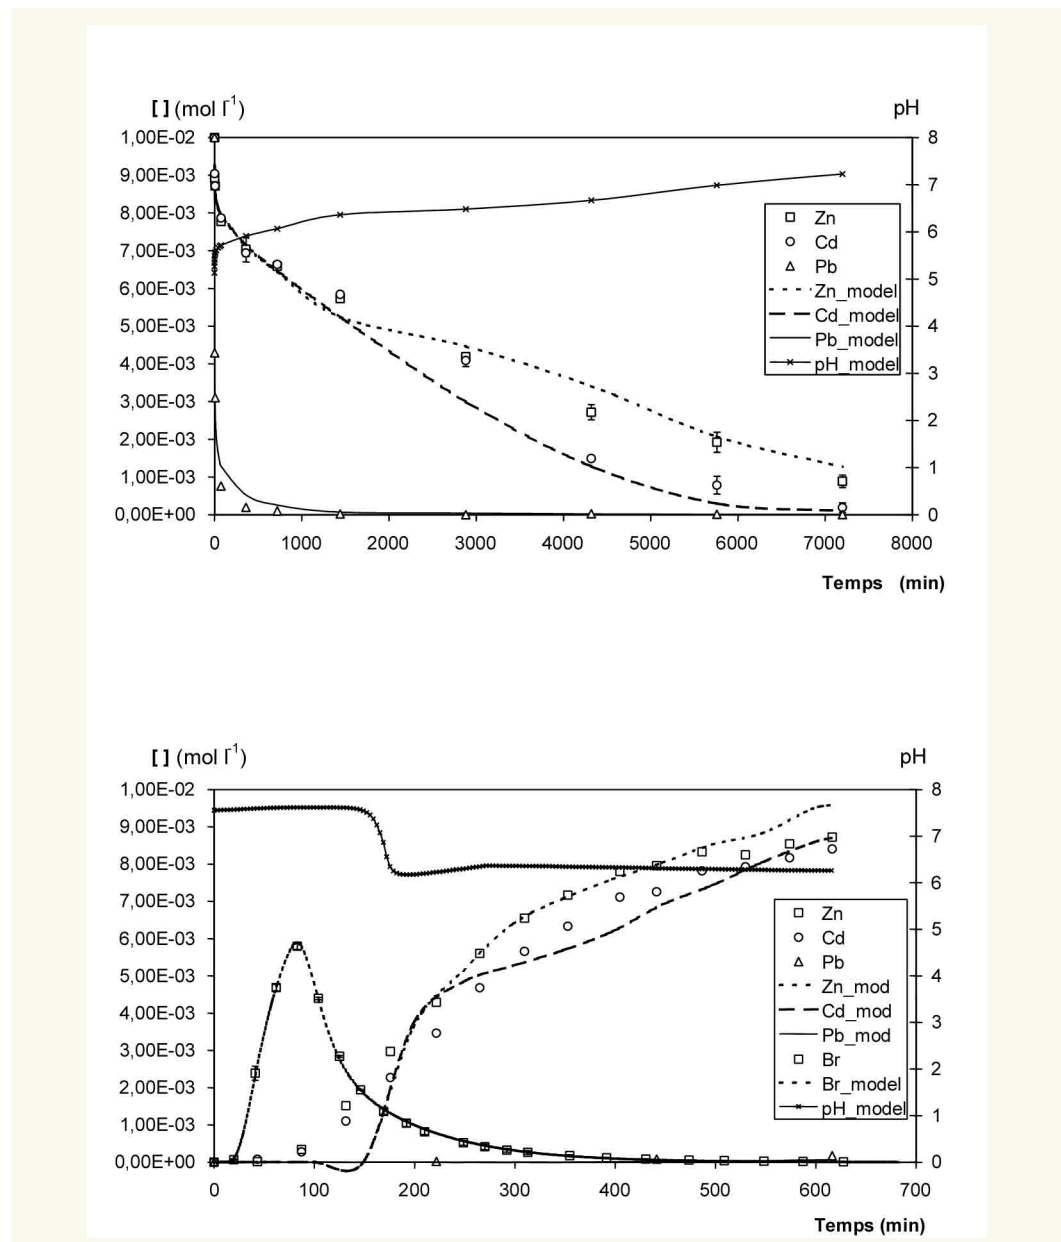 [ ] (mol l⁻¹) pH
1,00E-02 8
9,00E-03
7
8,00E-03
6
7,00E-03
6,00E-03
5
5,00E-03
4
4,00E-03
3
3,00E-03
2
2,00E-03
1,00E-03
1
0,00E+00 0
Zn
Cd
Pb
Zn_model
Cd_model
Pb_model
pH_model
0 1000 2000 3000 4000 5000 6000 7000 8000
Temps (min)
[ ] (mol l⁻¹) pH
1,00E-02 8
9,00E-03
7
8,00E-03
6
7,00E-03
6,00E-03
5
5,00E-03
4
4,00E-03
3
3,00E-03
2
2,00E-03
1,00E-03
1
0,00E+00 0
Zn
Cd
Pb
Zn_mod
Cd_mod
Pb_mod
Br
Br_model
pH_model
0 100 200 300 400 500 600 700
Temps (min)